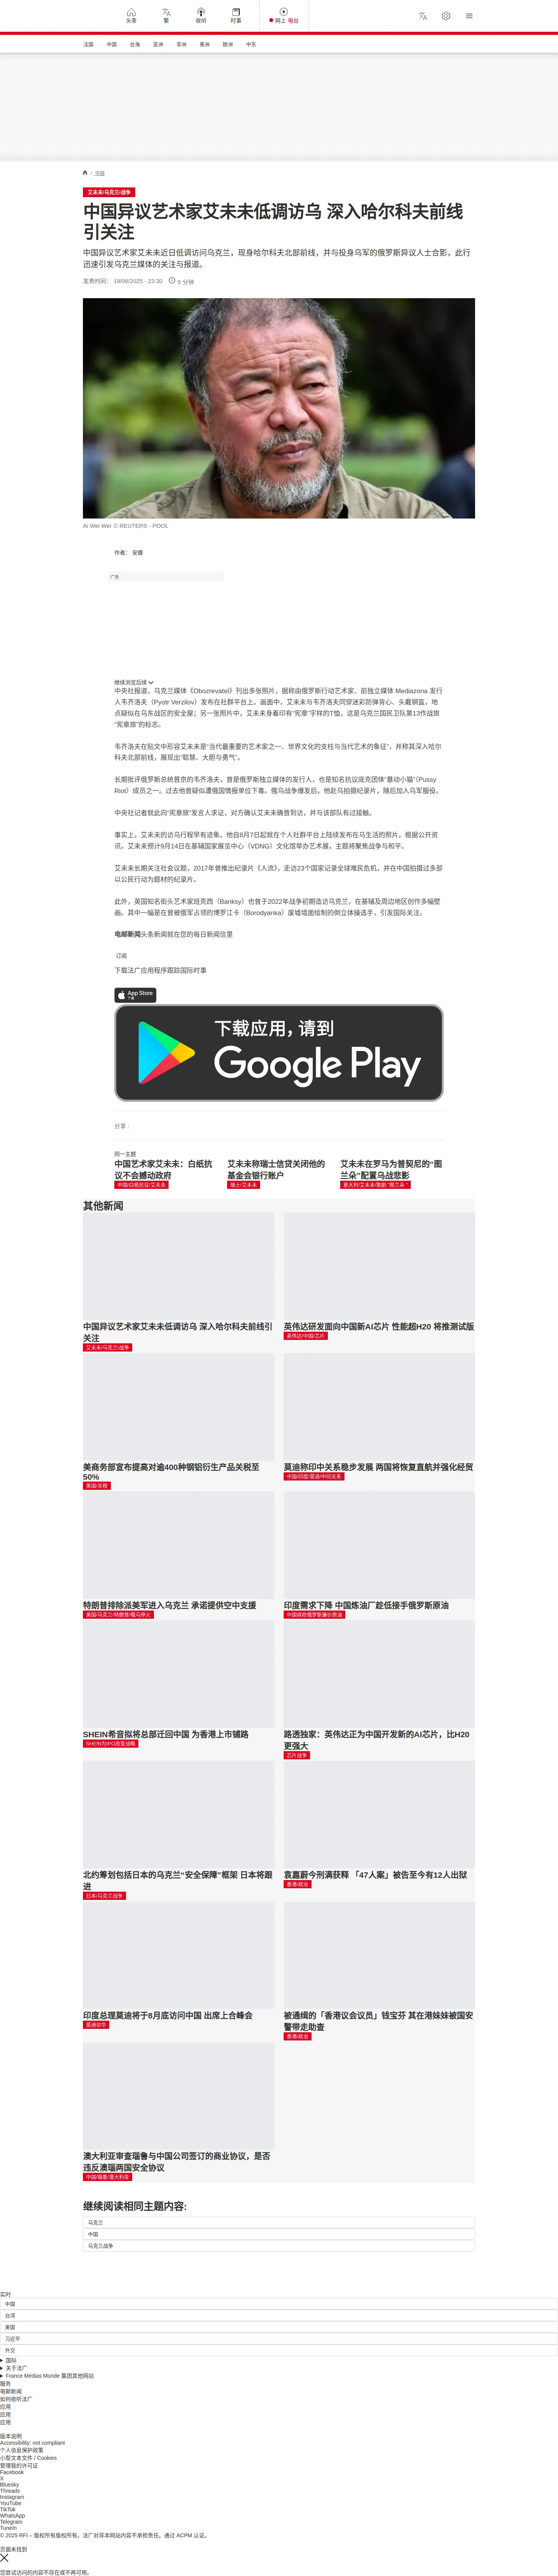 头条
繁
收听
时事
网上 电台
法国
中国
台海
亚洲
非洲
美洲
欧洲
中东
/ 中国
艾未未/乌克兰/战争
中国异议艺术家艾未未低调访乌 深入哈尔科夫前线
引关注
中国异议艺术家艾未未近日低调访问乌克兰，现身哈尔科夫北部前线，并与投身乌军的俄罗斯异议人士合影，此行
迅速引发乌克兰媒体的关注与报道。
发表时间： 19/08/2025 - 23:30
5 分钟
Ai Wei Wei © REUTERS - POOL
作者： 安娜
广告
继续浏览后续
中央社报道，乌克兰媒体《Obozrevatel》刊出多张照片，据称由俄罗斯行动艺术家、前独立媒体 Mediazona 发行
人韦齐洛夫（Pyotr Verzilov）发布在社群平台上。画面中，艾未未与韦齐洛夫同穿迷彩防弹背心、头戴钢盔，地
点疑似在乌东战区的安全屋；另一张照片中，艾未未身着印有“宪章”字样的T恤，这是乌克兰国民卫队第13作战旅
“宪章旅”的标志。
韦齐洛夫在贴文中形容艾未未是“当代最重要的艺术家之一、世界文化的支柱与当代艺术的象征”，并称其深入哈尔
科夫北部前线，展现出“聪慧、大胆与勇气”。
长期批评俄罗斯总统普京的韦齐洛夫，曾是俄罗斯独立媒体的发行人，也是知名抗议庞克团体“暴动小猫”（Pussy
Riot）成员之一。过去他曾疑似遭俄国情报单位下毒。俄乌战争爆发后，他赴乌拍摄纪录片，随后加入乌军服役。
中央社记者就此向“宪章旅”发言人求证，对方确认艾未未确曾到访，并与该部队有过接触。
事实上，艾未未的访乌行程早有迹象。他自8月7日起就在个人社群平台上陆续发布在乌生活的照片。根据公开资
讯，艾未未预计9月14日在基辅国家展览中心（VDNG）文化馆举办艺术展，主题将聚焦战争与和平。
艾未未长期关注社会议题，2017年曾推出纪录片《人流》，走访23个国家记录全球难民危机，并在中国拍摄过多部
以公民行动为题材的纪录片。
此外，英国知名街头艺术家班克西（Banksy）也曾于2022年战争初期造访乌克兰，在基辅及周边地区创作多幅壁
画。其中一幅是在曾被俄军占领的博罗江卡（Borodyanka）废墟墙面绘制的倒立体操选手，引发国际关注。
电邮新闻头条新闻就在您的每日新闻信里
订阅
下载法广应用程序跟踪国际时事
App Store
下载
下载应用，请到
Google Play
分享 :
同一主题
中国艺术家艾未未：白纸抗
议不会撼动政府
中国/白纸抗议/艾未未
艾未未称瑞士信贷关闭他的
基金会银行账户
瑞士/艾未未
艾未未在罗马为普契尼的“图
兰朵”配置乌战悲影
意大利/艾未未/歌剧 “图兰朵 ”
其他新闻
中国异议艺术家艾未未低调访乌 深入哈尔科夫前线引
关注
艾未未/乌克兰/战争
英伟达研发面向中国新AI芯片 性能超H20 将推测试版
英伟达/中国/芯片
美商务部宣布提高对逾400种钢铝衍生产品关税至
50%
美国/关税
莫迪称印中关系稳步发展 两国将恢复直航并强化经贸
中国/印度/莫迪/中印关系
特朗普排除派美军进入乌克兰 承诺提供空中支援
美国/乌克兰/特朗普/俄乌停火
印度需求下降 中国炼油厂趁低接手俄罗斯原油
中国续抢俄罗斯廉价原油
SHEIN希音拟将总部迁回中国 为香港上市铺路
SHEIN为IPO改变战略
路透独家：英伟达正为中国开发新的AI芯片，比H20
更强大
芯片战争
北约筹划包括日本的乌克兰“安全保障”框架 日本将跟
进
日本/乌克兰战争
袁嘉蔚今刑满获释 「47人案」被告至今有12人出狱
香港/政治
印度总理莫迪将于8月底访问中国 出席上合峰会
莫迪访华
被通缉的「香港议会议员」钱宝芬 其在港妹妹被国安
警带走助查
香港/政治
澳大利亚审查瑙鲁与中国公司签订的商业协议，是否
违反澳瑙两国安全协议
中国/瑙鲁/澳大利亚
继续阅读相同主题内容:
乌克兰
中国
乌克兰战争
实时
中国
台湾
美国
习近平
外交
国际
关于法广
France Médias Monde 集团其他网站
服务
电邮新闻
如何收听法广
应用
应用
应用
版本说明
Accessibility: not compliant
个人信息保护政策
小型文本文件 / Cookies
管理我的许可证
Facebook
X
Bluesky
Threads
Instagram
YouTube
TikTok
WhatsApp
Telegram
TuneIn
© 2025 RFI – 版权所有版权所有。法广对非本网站内容不承担责任。通过 ACPM 认证。
页面未找到
您尝试访问的内容不存在或不再可用。